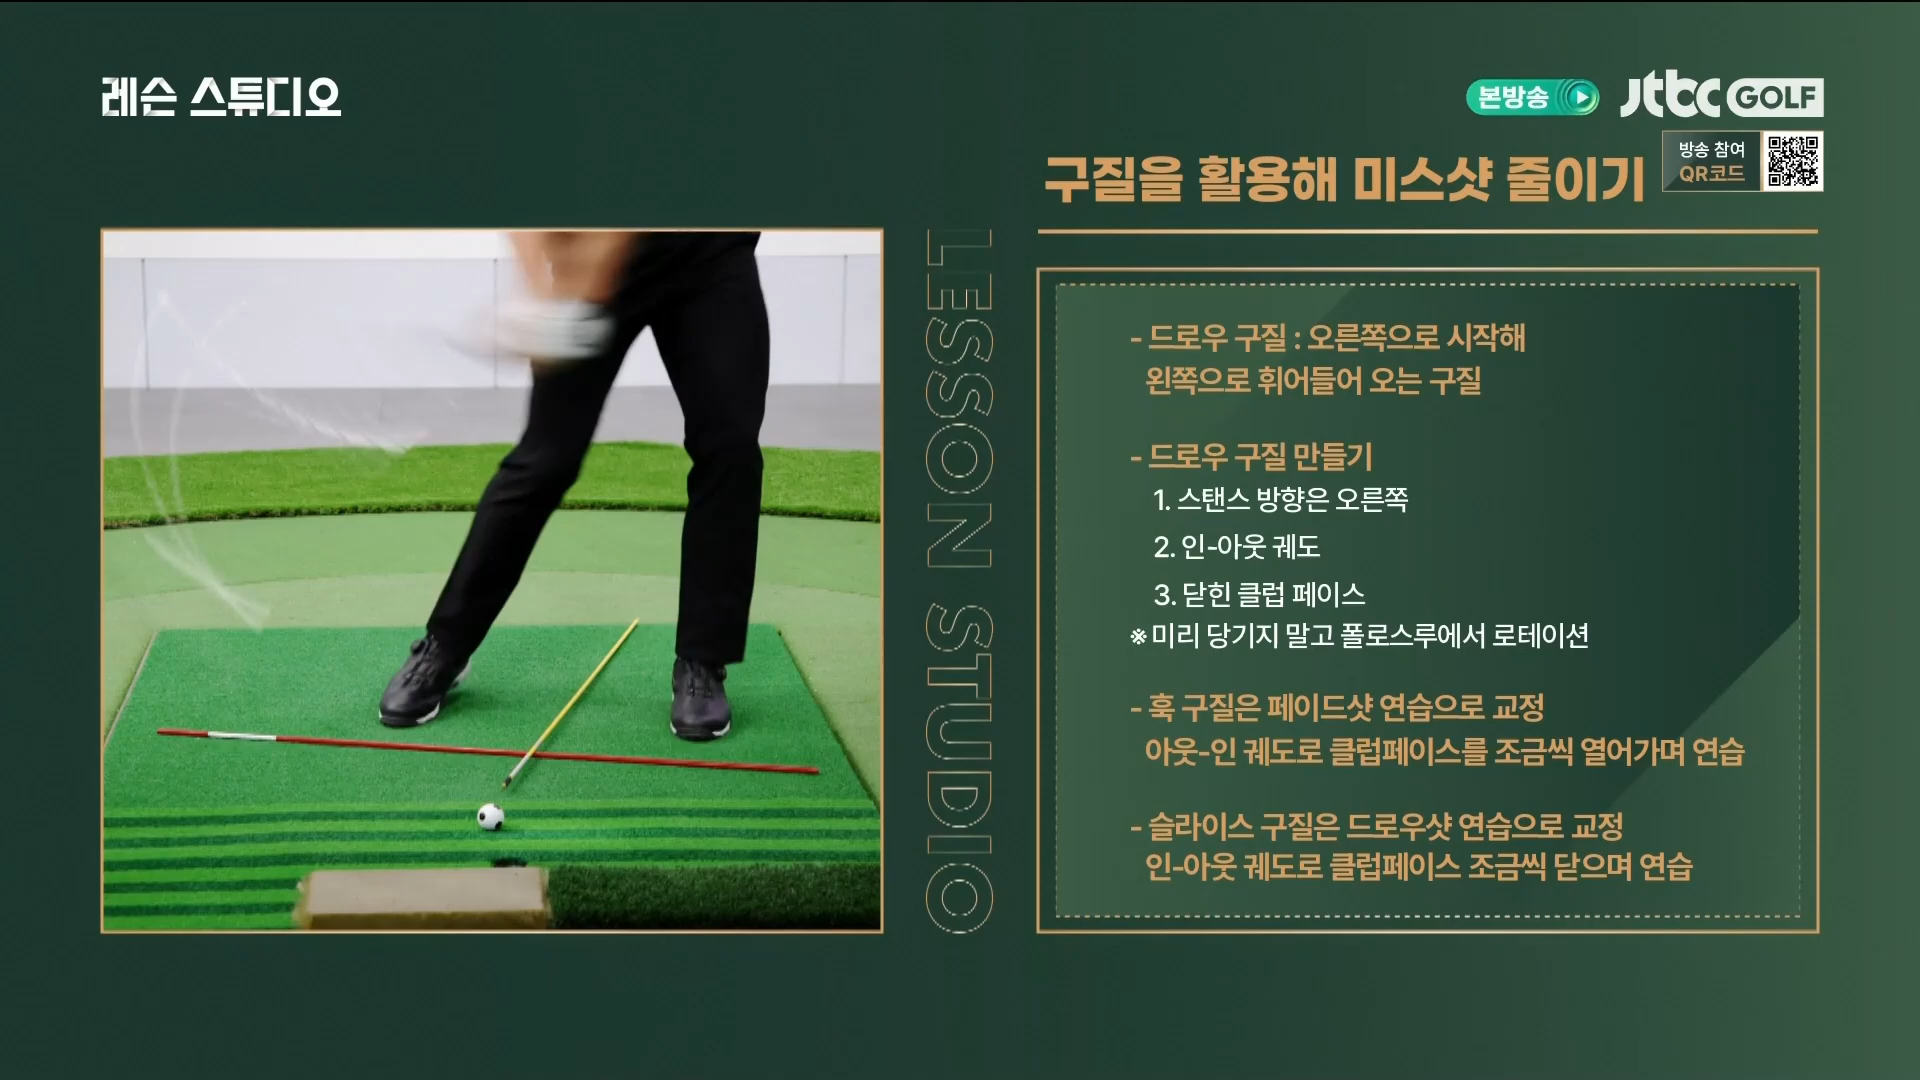 레슨 스튜디오
본방송
Jtbc GOLF
방송 참여
QR코드
구질을 활용해 미스샷 줄이기
LESSON STUDIO
- 드로우 구질 : 오른쪽으로 시작해
왼쪽으로 휘어들어 오는 구질
- 드로우 구질 만들기
1. 스탠스 방향은 오른쪽
2. 인-아웃 궤도
3. 닫힌 클럽 페이스
※ 미리 당기지 말고 폴로스루에서 로테이션
- 훅 구질은 페이드샷 연습으로 교정
아웃-인 궤도로 클럽페이스를 조금씩 열어가며 연습
- 슬라이스 구질은 드로우샷 연습으로 교정
인-아웃 궤도로 클럽페이스 조금씩 닫으며 연습